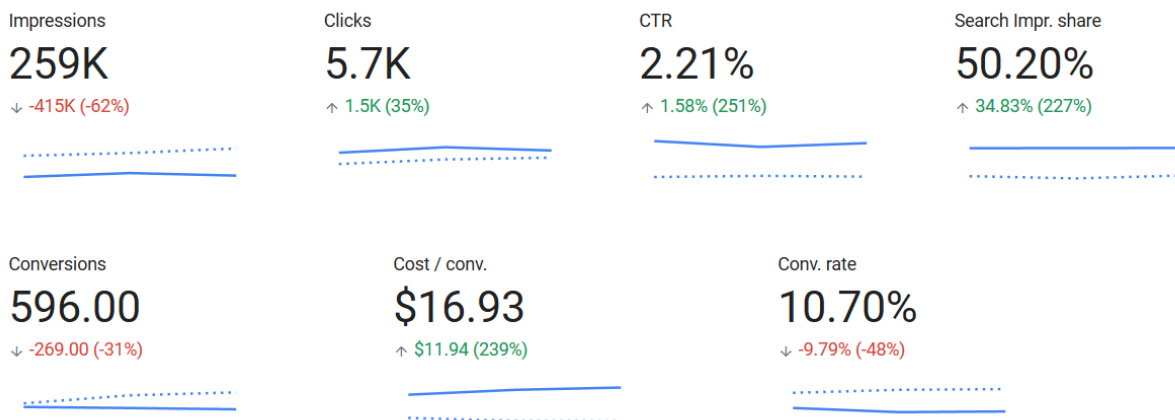 Impressions
259K
↓ -415K (-62%)
Clicks
5.7K
↑ 1.5K (35%)
CTR
2.21%
↑ 1.58% (251%)
Search Impr. share
50.20%
↑ 34.83% (227%)
Conversions
596.00
↓ -269.00 (-31%)
Cost / conv.
$16.93
↑ $11.94 (239%)
Conv. rate
10.70%
↓ -9.79% (-48%)